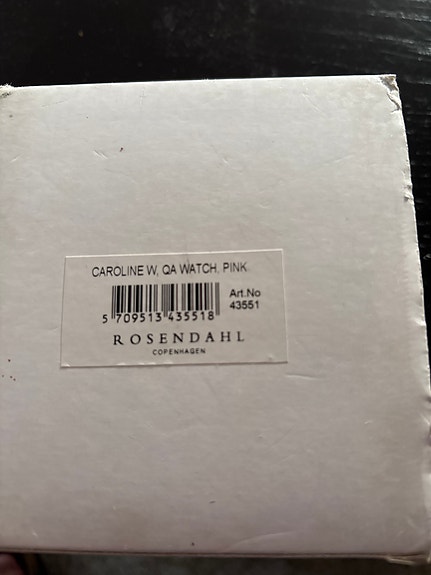 CAROLINE W, QA WATCH. PINK
Art.No
43551
5 709513 435518
ROSENDAHL
COPENHAGEN